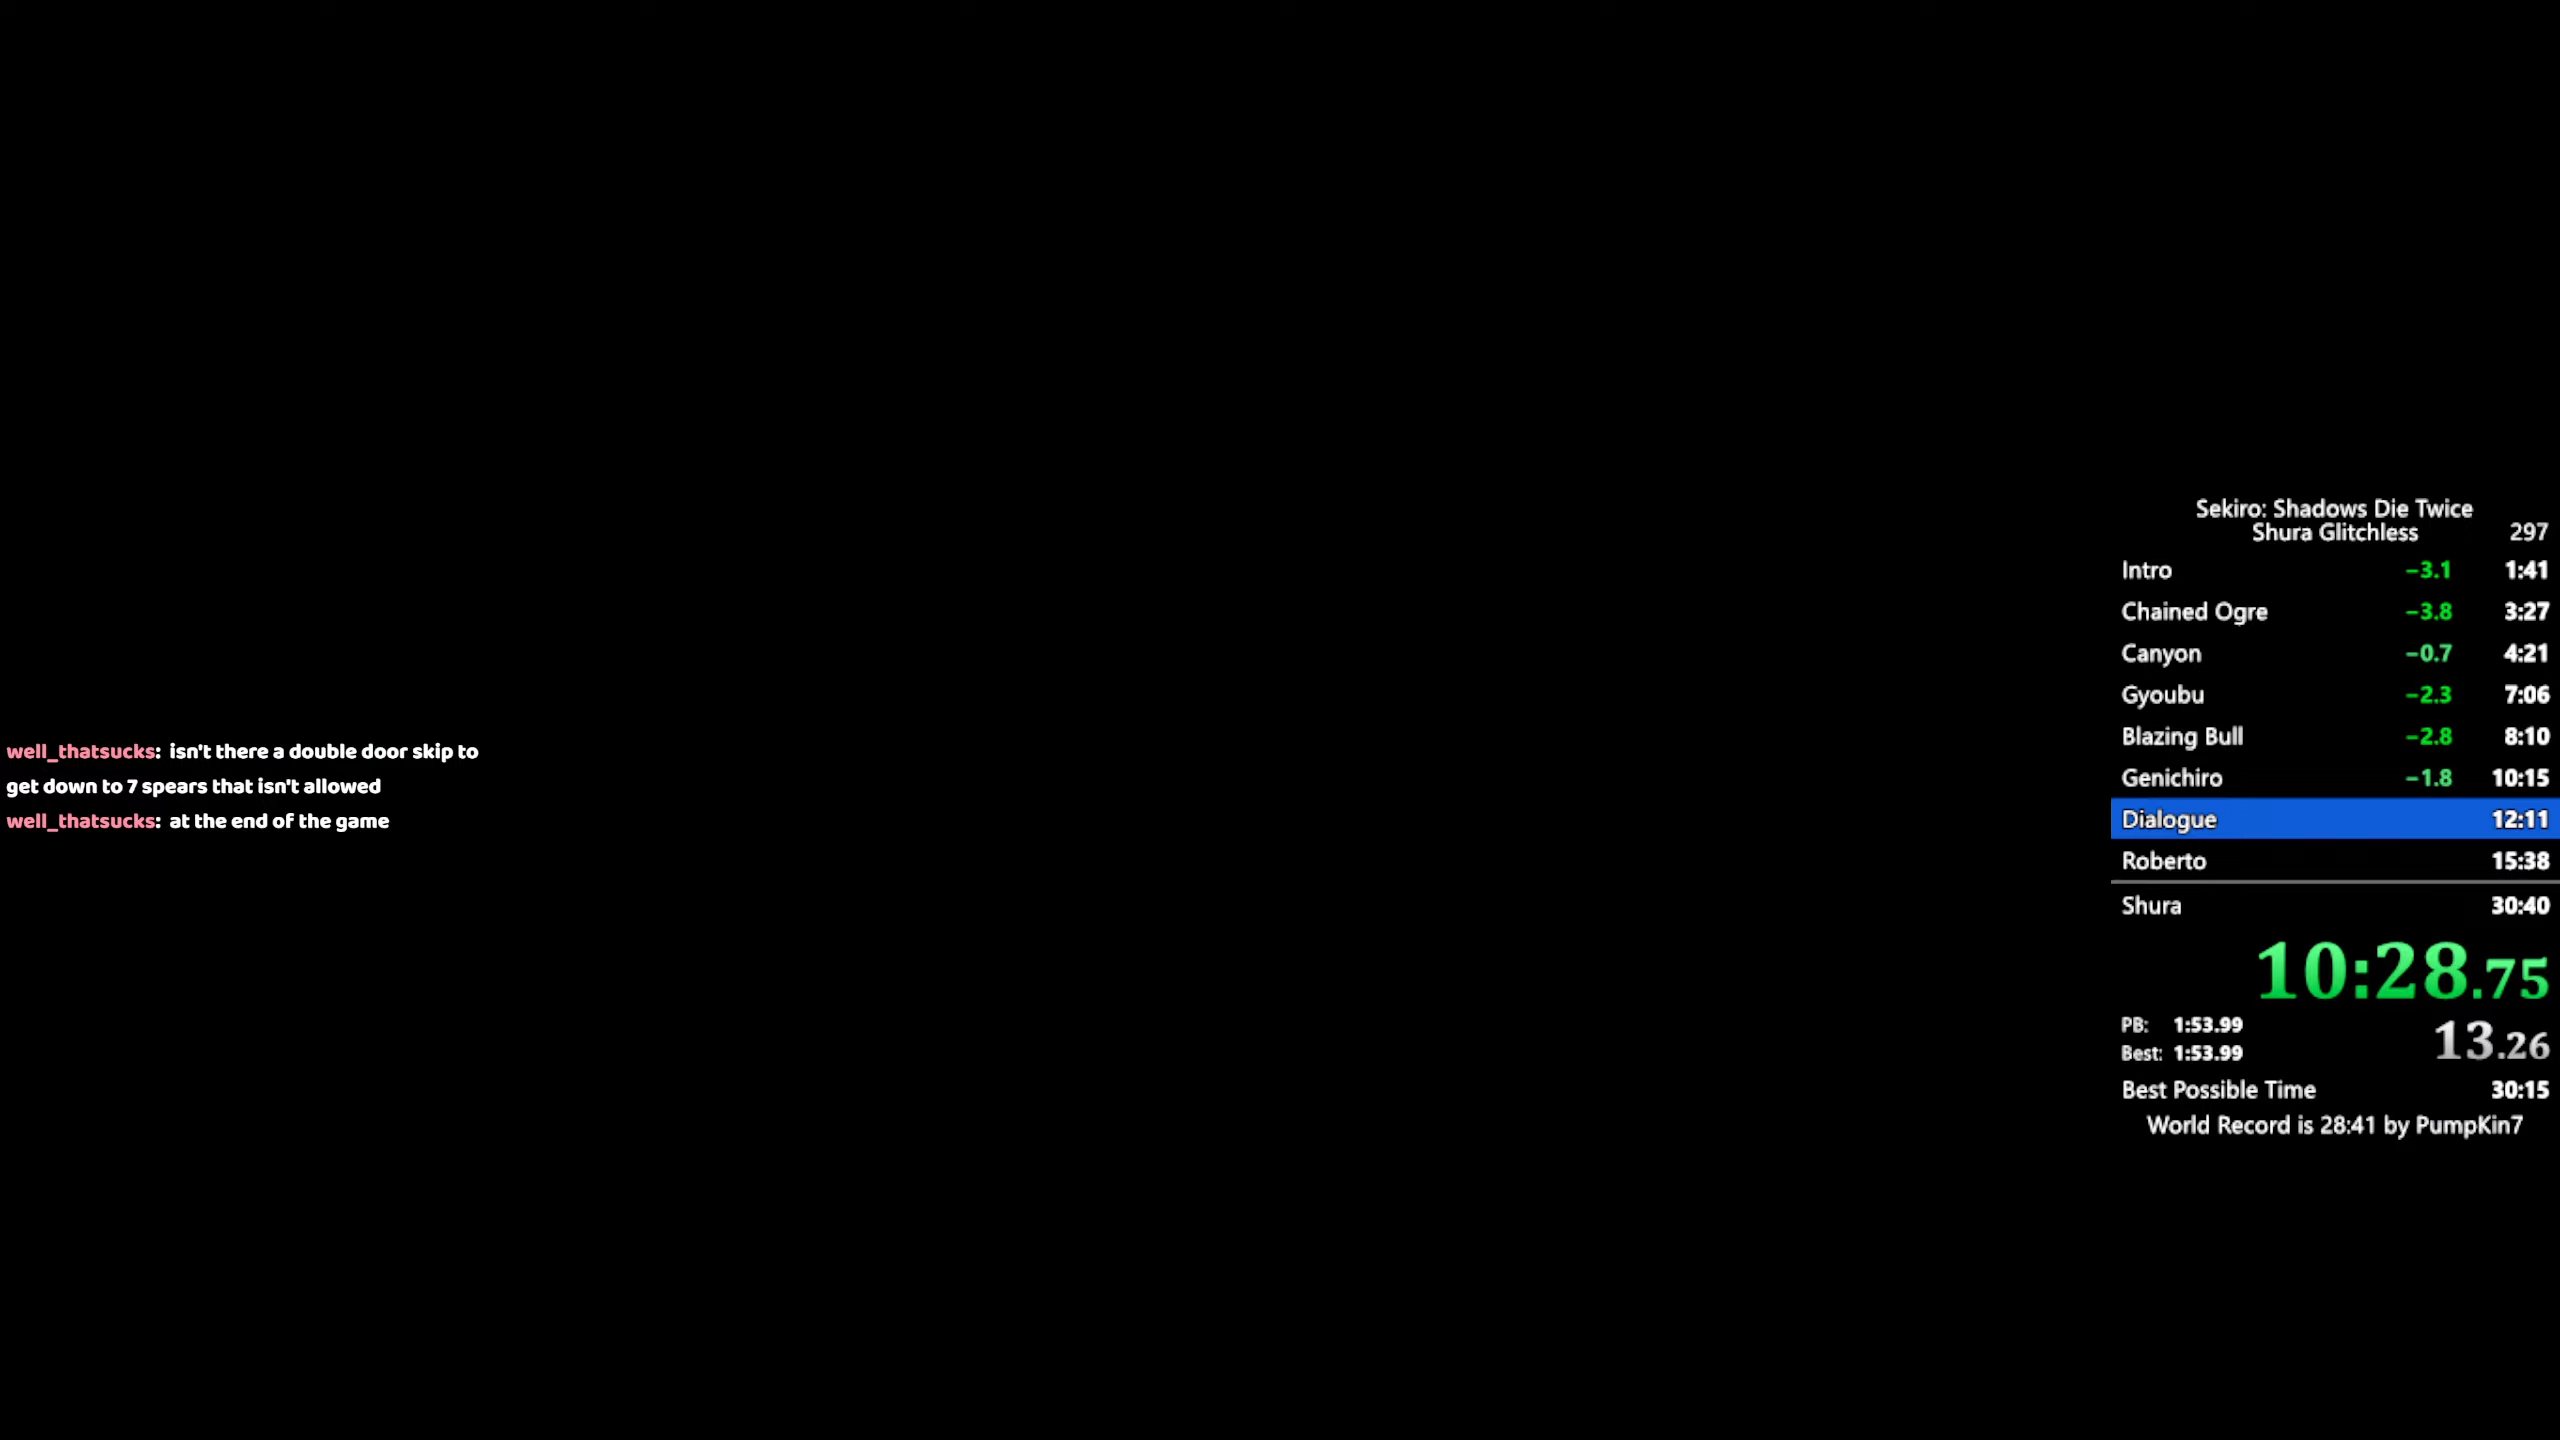 well_thatsucks: isn't there a double door skip to
get down to 7 spears that isn't allowed
well_thatsucks: at the end of the game
Sekiro: Shadows Die Twice
Shura Glitchless 297
Intro −3.1 1:41
Chained Ogre −3.8 3:27
Canyon −0.7 4:21
Gyoubu −2.3 7:06
Blazing Bull −2.8 8:10
Genichiro −1.8 10:15
Dialogue 12:11
Roberto 15:38
Shura 30:40
10:28.75
PB: 1:53.99
Best: 1:53.99
13.26
Best Possible Time 30:15
World Record is 28:41 by PumpKin7